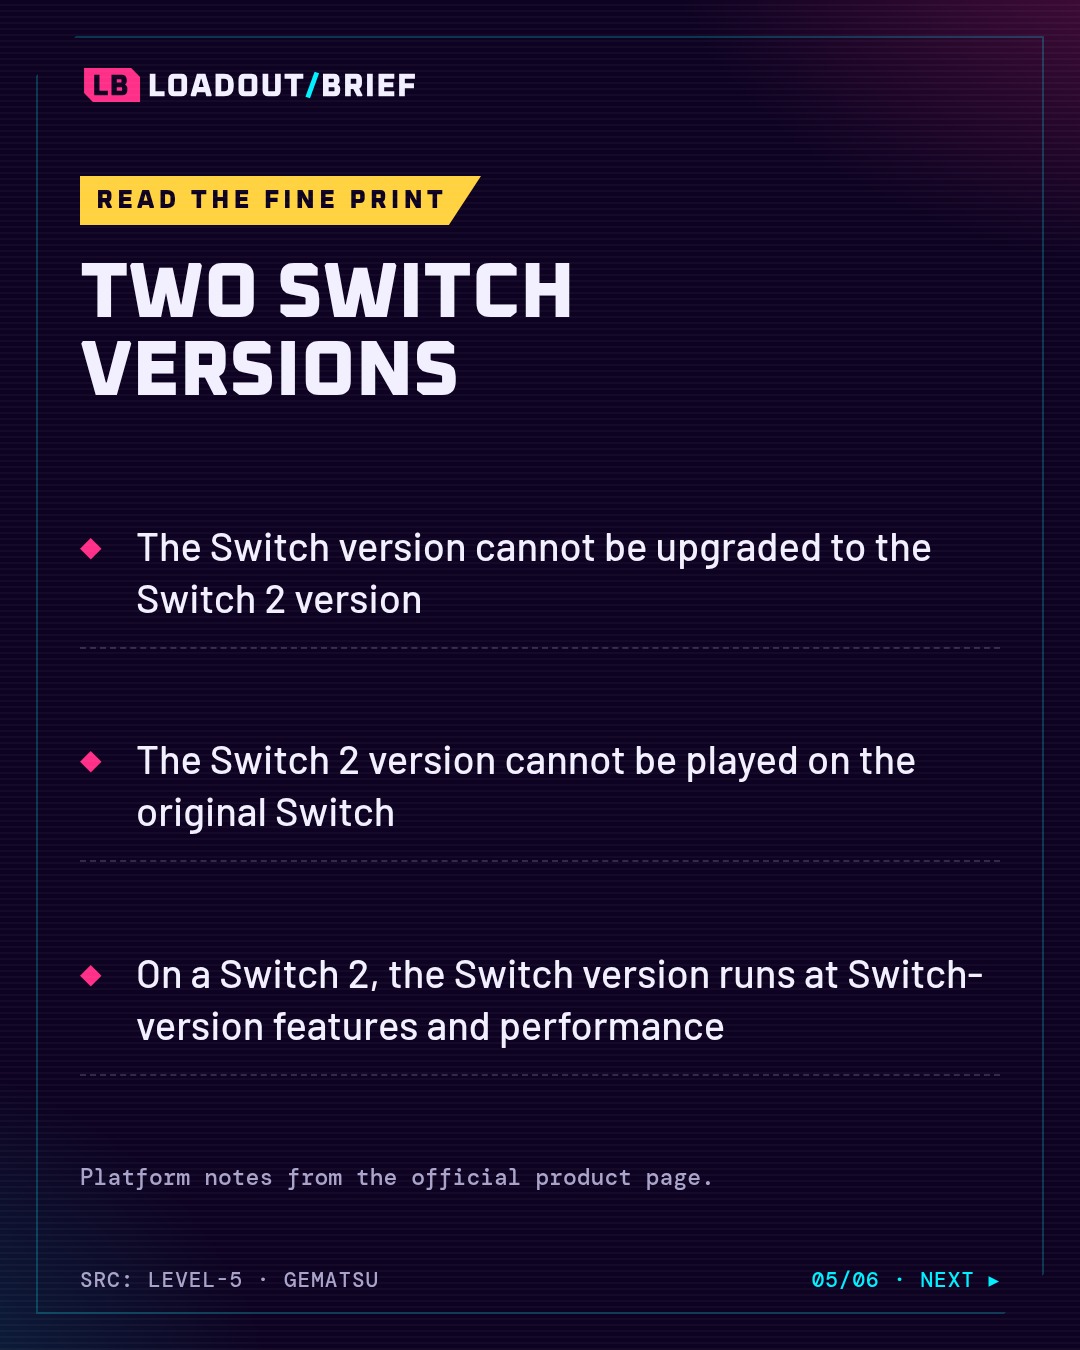 LB LOADOUT/BRIEF
READ THE FINE PRINT
TWO SWITCH
VERSIONS
The Switch version cannot be upgraded to the
Switch 2 version
The Switch 2 version cannot be played on the
original Switch
On a Switch 2, the Switch version runs at Switch-
version features and performance
Platform notes from the official product page.
SRC: LEVEL-5 · GEMATSU
05/06 · NEXT ▶